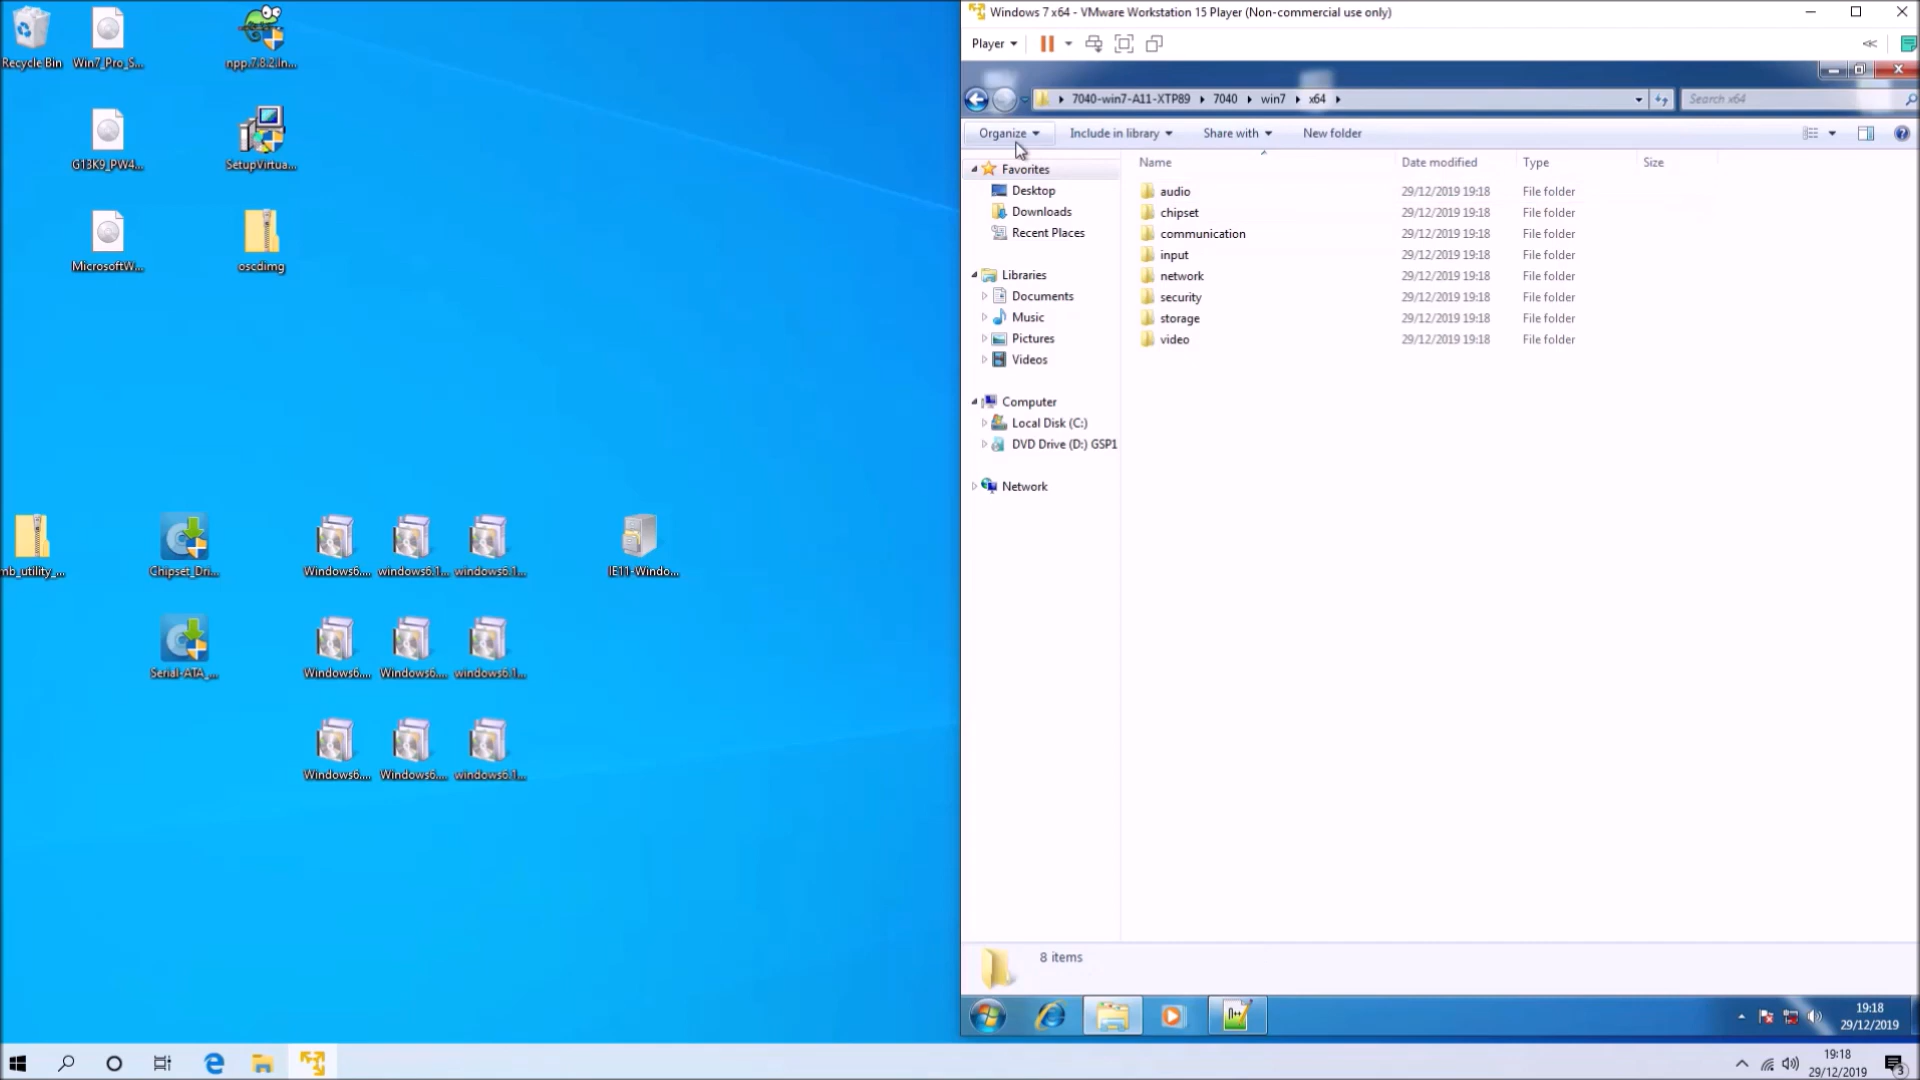 Recycle Bin
Win7_Pro_S...
npp.7.8.2.In...
G13K9_PW4...
SetupVirtua...
MicrosoftW...
oscdimg
mb_utility_...
Chipset_Dri...
Windows6....
windows6.1...
windows6.1...
IE11-Windo...
Serial-ATA_...
Windows6....
Windows6....
windows6.1...
Windows6....
Windows6....
windows6.1...
Windows 7 x64 - VMware Workstation 15 Player (Non-commercial use only)
Player
7040-win7-A11-XTP89 7040 win7 x64
Search x64
Organize Include in library Share with New folder
Name Date modified Type Size
Favorites
Desktop
Downloads
Recent Places
Libraries
Documents
Music
Pictures
Videos
Computer
Local Disk (C:)
DVD Drive (D:) GSP1
Network
audio 29/12/2019 19:18 File folder
chipset 29/12/2019 19:18 File folder
communication 29/12/2019 19:18 File folder
input 29/12/2019 19:18 File folder
network 29/12/2019 19:18 File folder
security 29/12/2019 19:18 File folder
storage 29/12/2019 19:18 File folder
video 29/12/2019 19:18 File folder
8 items
19:18
29/12/2019
19:18
29/12/2019
3